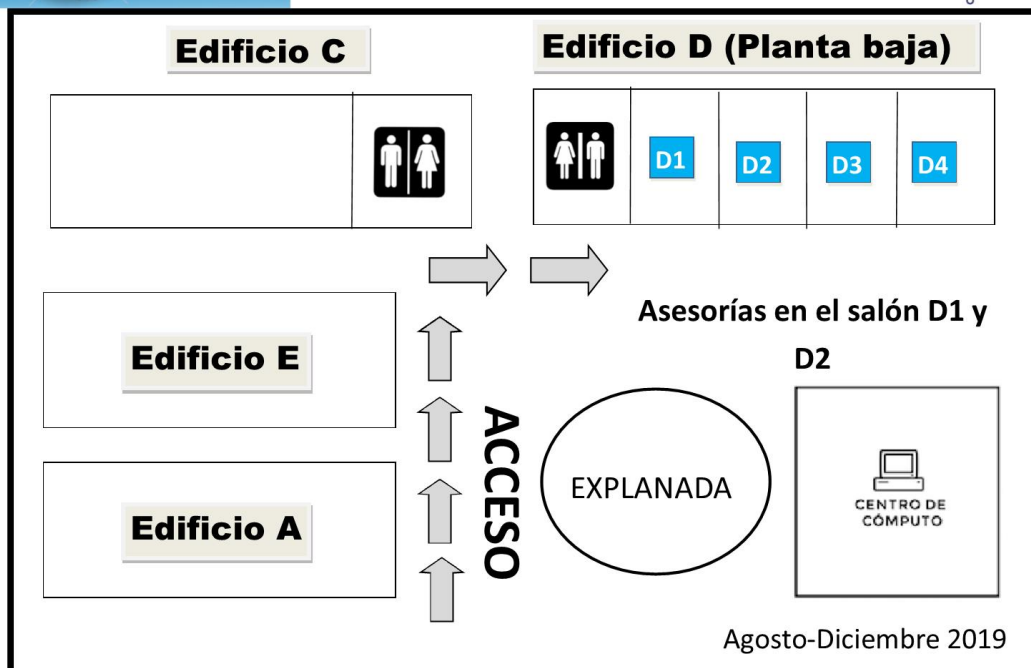 Edificio C
Edificio D (Planta baja)
D1
D2
D3
D4
Asesorías en el salón D1 y
D2
Edificio E
ACCESO
EXPLANADA
CENTRO DE
CÓMPUTO
Edificio A
Agosto-Diciembre 2019